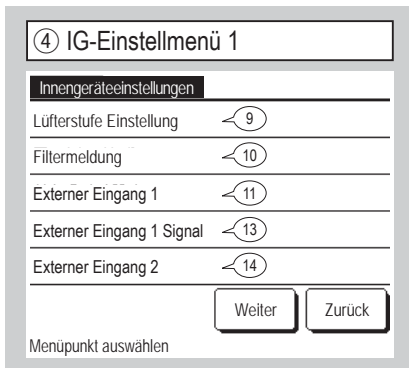 ④ IG-Einstellmenü 1
Innengeräteeinstellungen
Lüfterstufe Einstellung 9
Filtermeldung 10
Externer Eingang 1 11
Externer Eingang 1 Signal 13
Externer Eingang 2 14
Weiter Zurück
Menüpunkt auswählen